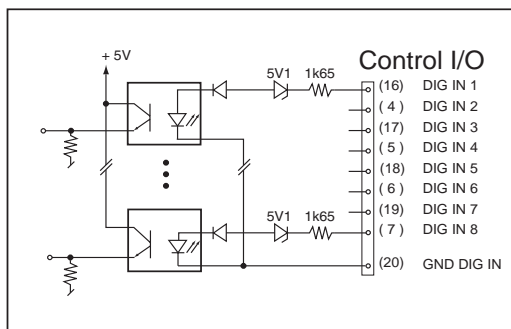 Control I/O
+ 5V
5V1 1k65
(16) DIG IN 1
( 4 ) DIG IN 2
(17) DIG IN 3
( 5 ) DIG IN 4
(18) DIG IN 5
( 6 ) DIG IN 6
(19) DIG IN 7
5V1 1k65
( 7 ) DIG IN 8
(20) GND DIG IN